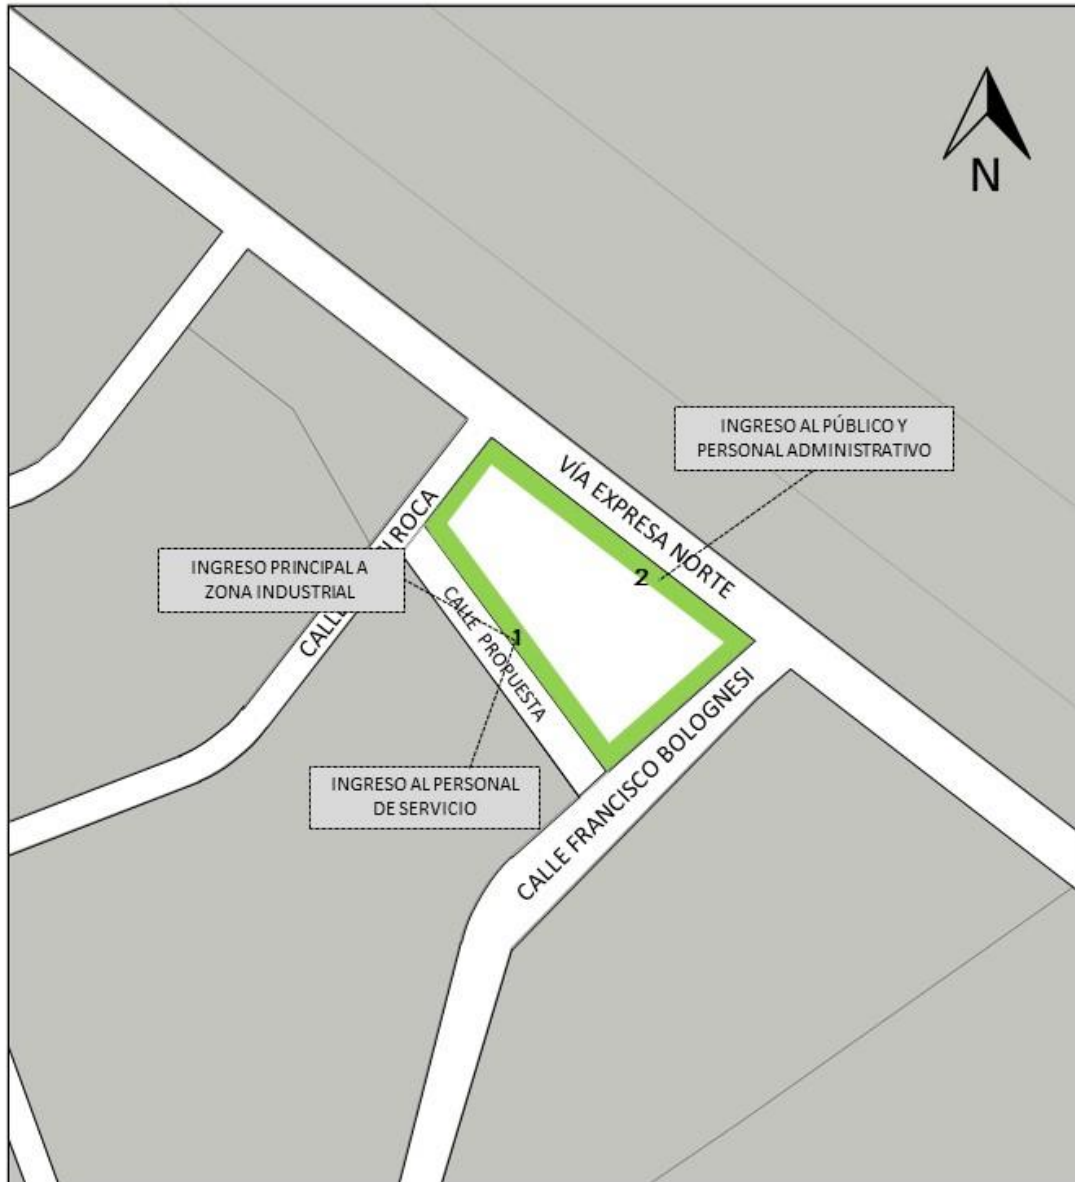 N
INGRESO AL PÚBLICO Y
PERSONAL ADMINISTRATIVO
VÍA EXPRESA NORTE
2
INGRESO PRINCIPAL A
ZONA INDUSTRIAL
ROCA
1
CALLE PROPUESTA
INGRESO AL PERSONAL
DE SERVICIO
CALLE FRANCISCO BOLOGNESI